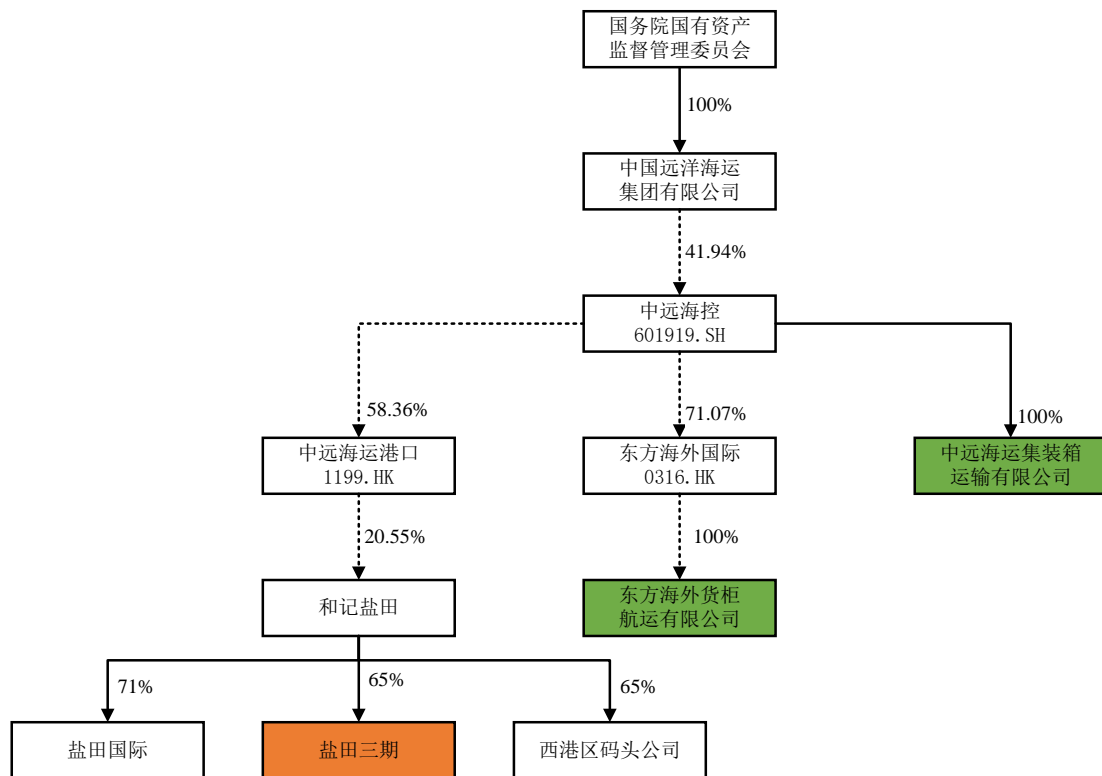 国务院国有资产
监督管理委员会
100%
中国远洋海运
集团有限公司
41.94%
中远海控
601919.SH
58.36%
71.07%
100%
中远海运港口
1199.HK
东方海外国际
0316.HK
中远海运集装箱
运输有限公司
20.55%
100%
和记盐田
东方海外货柜
航运有限公司
71%
65%
65%
盐田国际
盐田三期
西港区码头公司